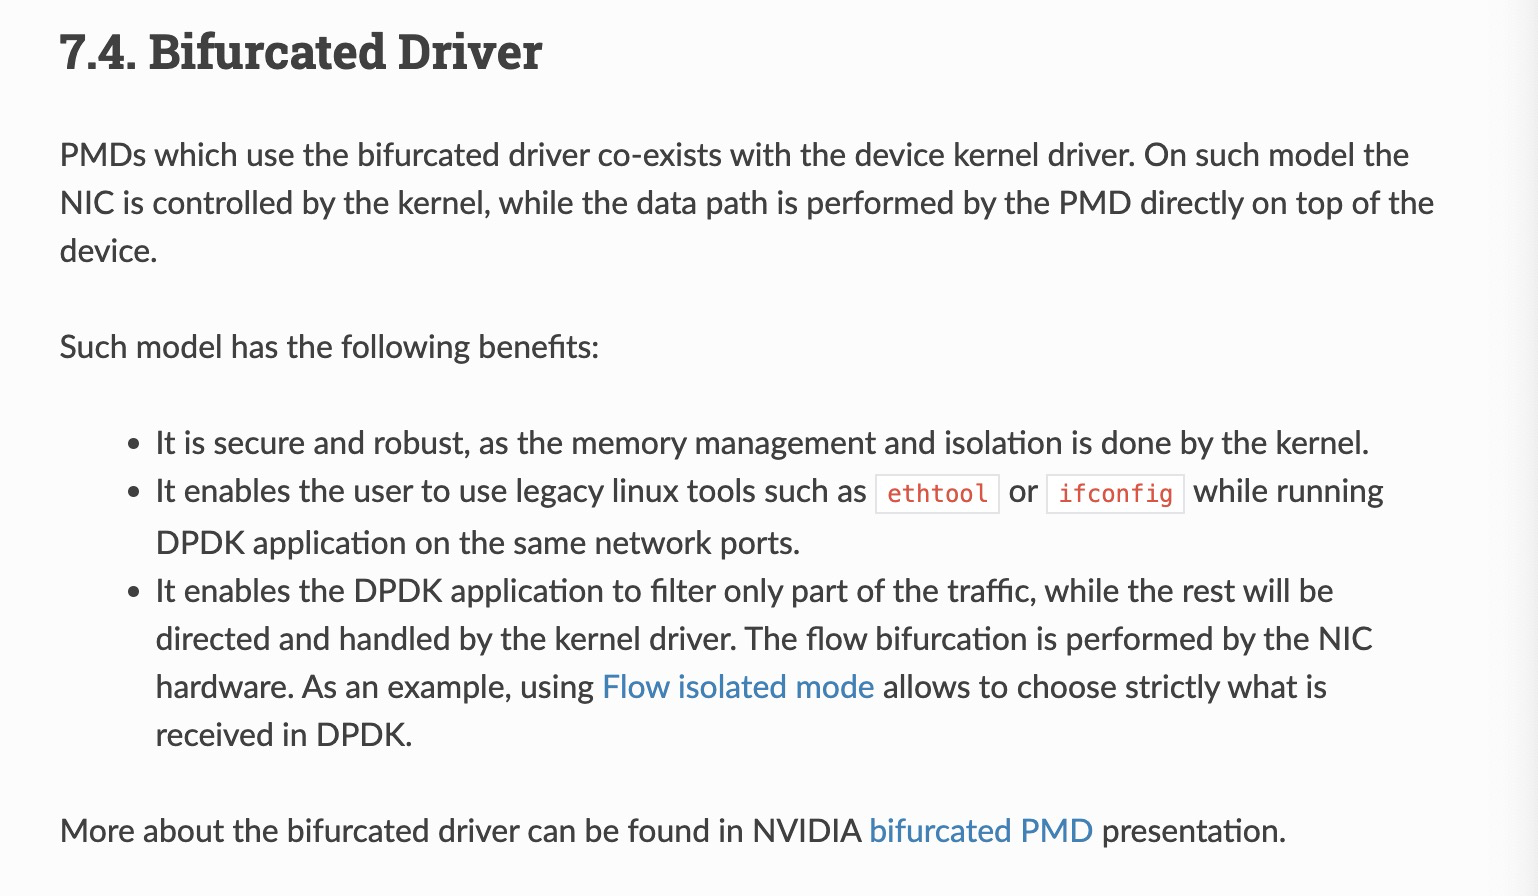 7.4. Bifurcated Driver
PMDs which use the bifurcated driver co-exists with the device kernel driver. On such model the
NIC is controlled by the kernel, while the data path is performed by the PMD directly on top of the
device.
Such model has the following benefits:
• It is secure and robust, as the memory management and isolation is done by the kernel.
• It enables the user to use legacy linux tools such as ethtool or ifconfig while running
DPDK application on the same network ports.
• It enables the DPDK application to filter only part of the traffic, while the rest will be
directed and handled by the kernel driver. The flow bifurcation is performed by the NIC
hardware. As an example, using Flow isolated mode allows to choose strictly what is
received in DPDK.
More about the bifurcated driver can be found in NVIDIA bifurcated PMD presentation.